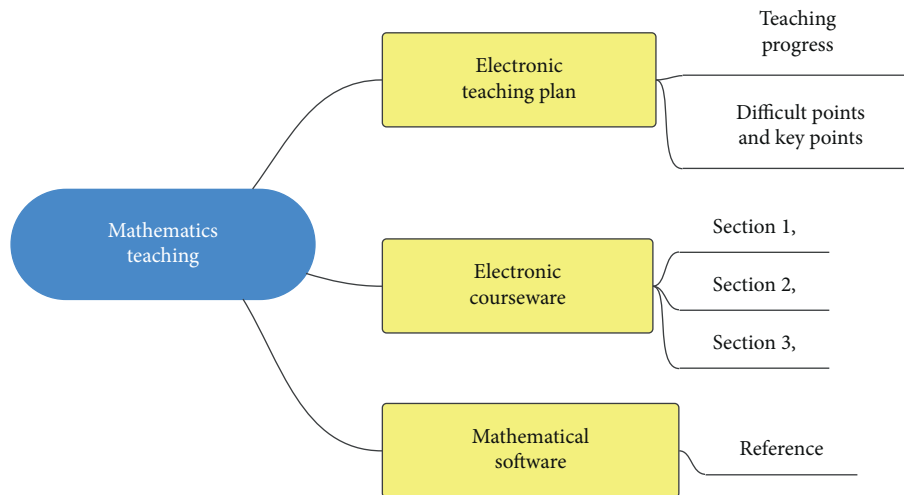 Mathematics
teaching
Electronic
teaching plan
Teaching
progress
Difficult points
and key points
Electronic
courseware
Section 1,
Section 2,
Section 3,
Mathematical
software
Reference